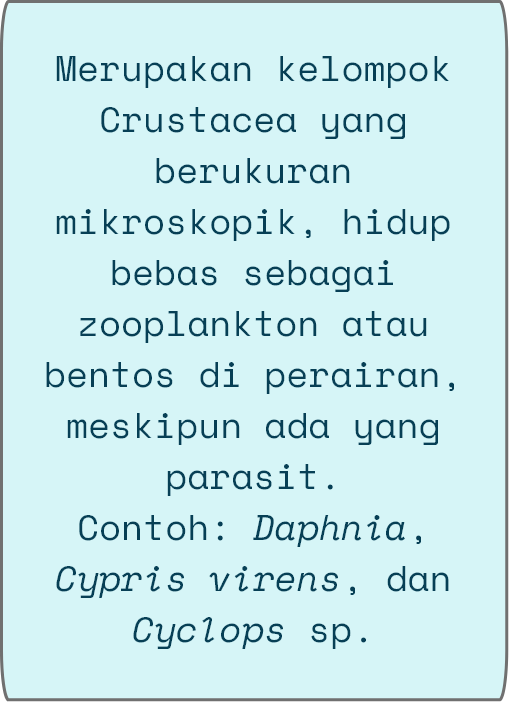 Merupakan kelompok
Crustacea yang
berukuran
mikroskopik, hidup
bebas sebagai
zooplankton atau
bentos di perairan,
meskipun ada yang
parasit.
Contoh: Daphnia,
Cypris virens, dan
Cyclops sp.